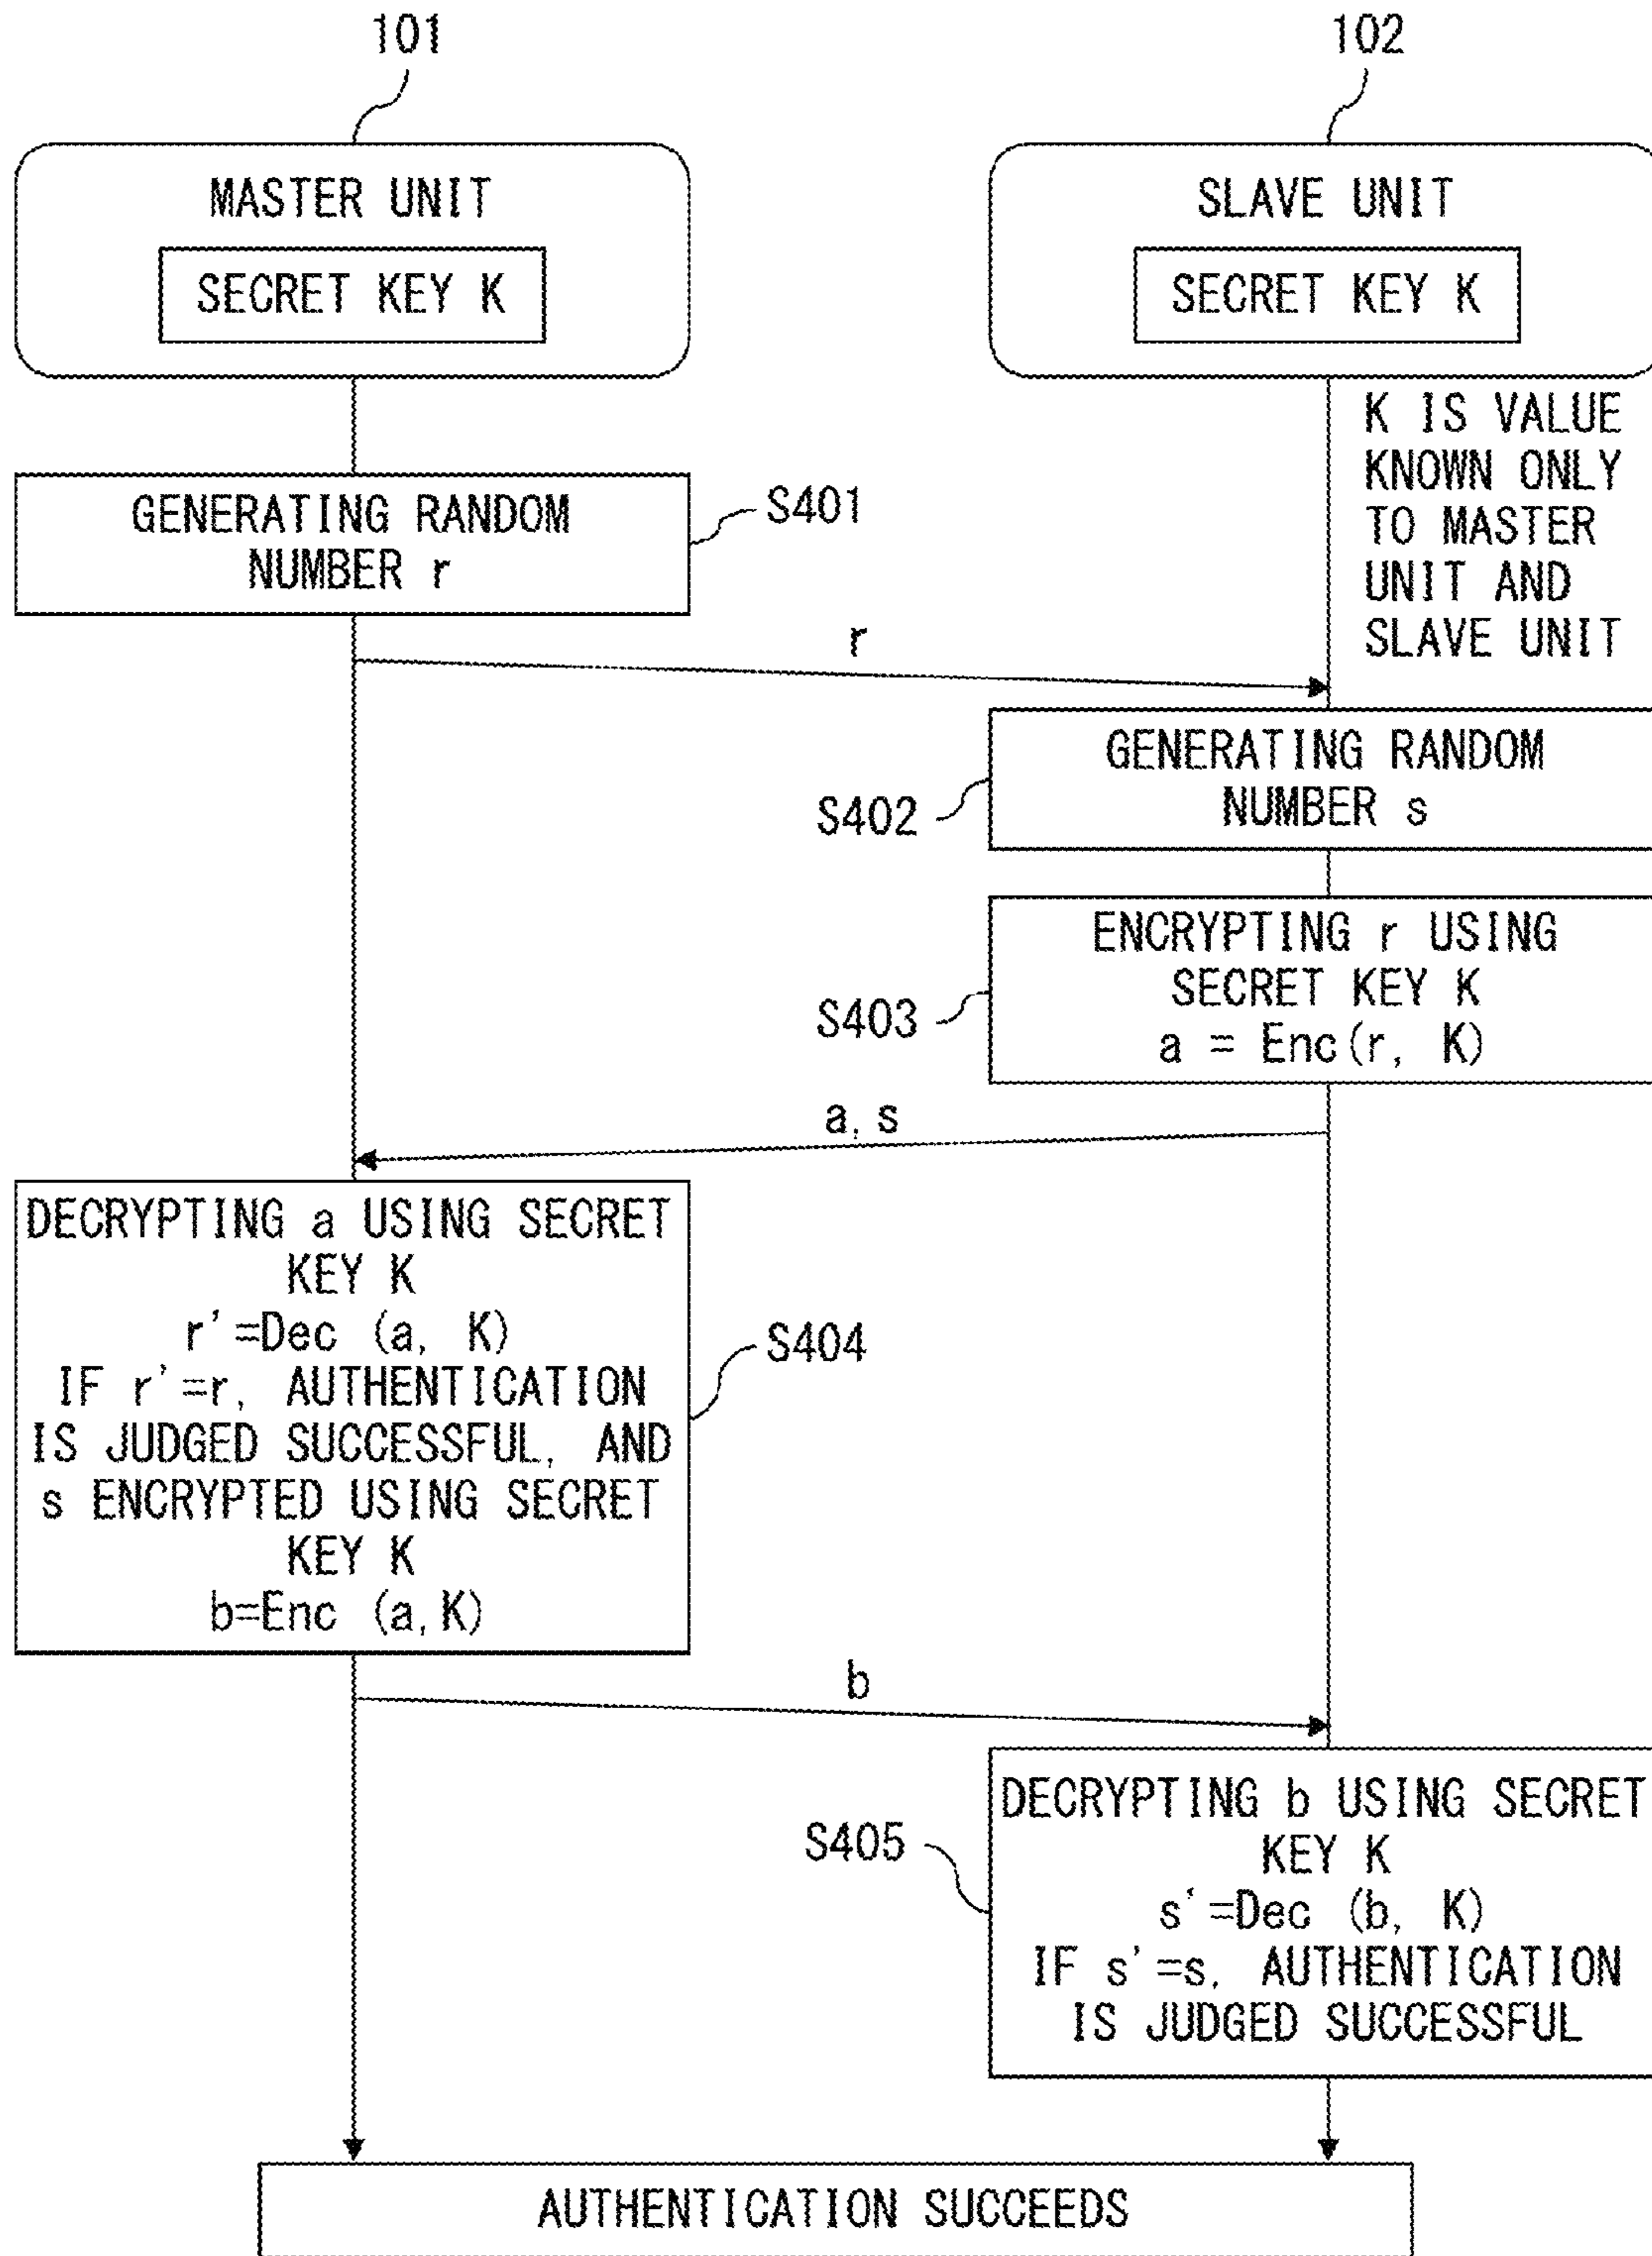 101
102
MASTER UNIT
SECRET KEY K
SLAVE UNIT
SECRET KEY K
K IS VALUE
KNOWN ONLY
TO MASTER
UNIT AND
SLAVE UNIT
GENERATING RANDOM
NUMBER r
S401
r
GENERATING RANDOM
NUMBER s
S402
ENCRYPTING r USING
SECRET KEY K
a = Enc(r, K)
S403
a, s
DECRYPTING a USING SECRET
KEY K
r'=Dec (a, K)
IF r'=r, AUTHENTICATION
IS JUDGED SUCCESSFUL, AND
s ENCRYPTED USING SECRET
KEY K
b=Enc (a, K)
S404
b
DECRYPTING b USING SECRET
KEY K
s'=Dec (b, K)
IF s'=s, AUTHENTICATION
IS JUDGED SUCCESSFUL
S405
AUTHENTICATION SUCCEEDS